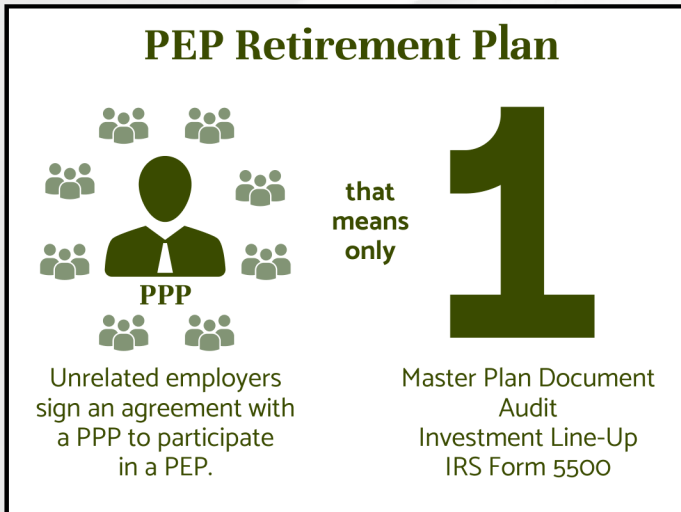 PEP Retirement Plan
PPP
Unrelated employers
sign an agreement with
a PPP to participate
in a PEP.
that
means
only
1
Master Plan Document
Audit
Investment Line-Up
IRS Form 5500